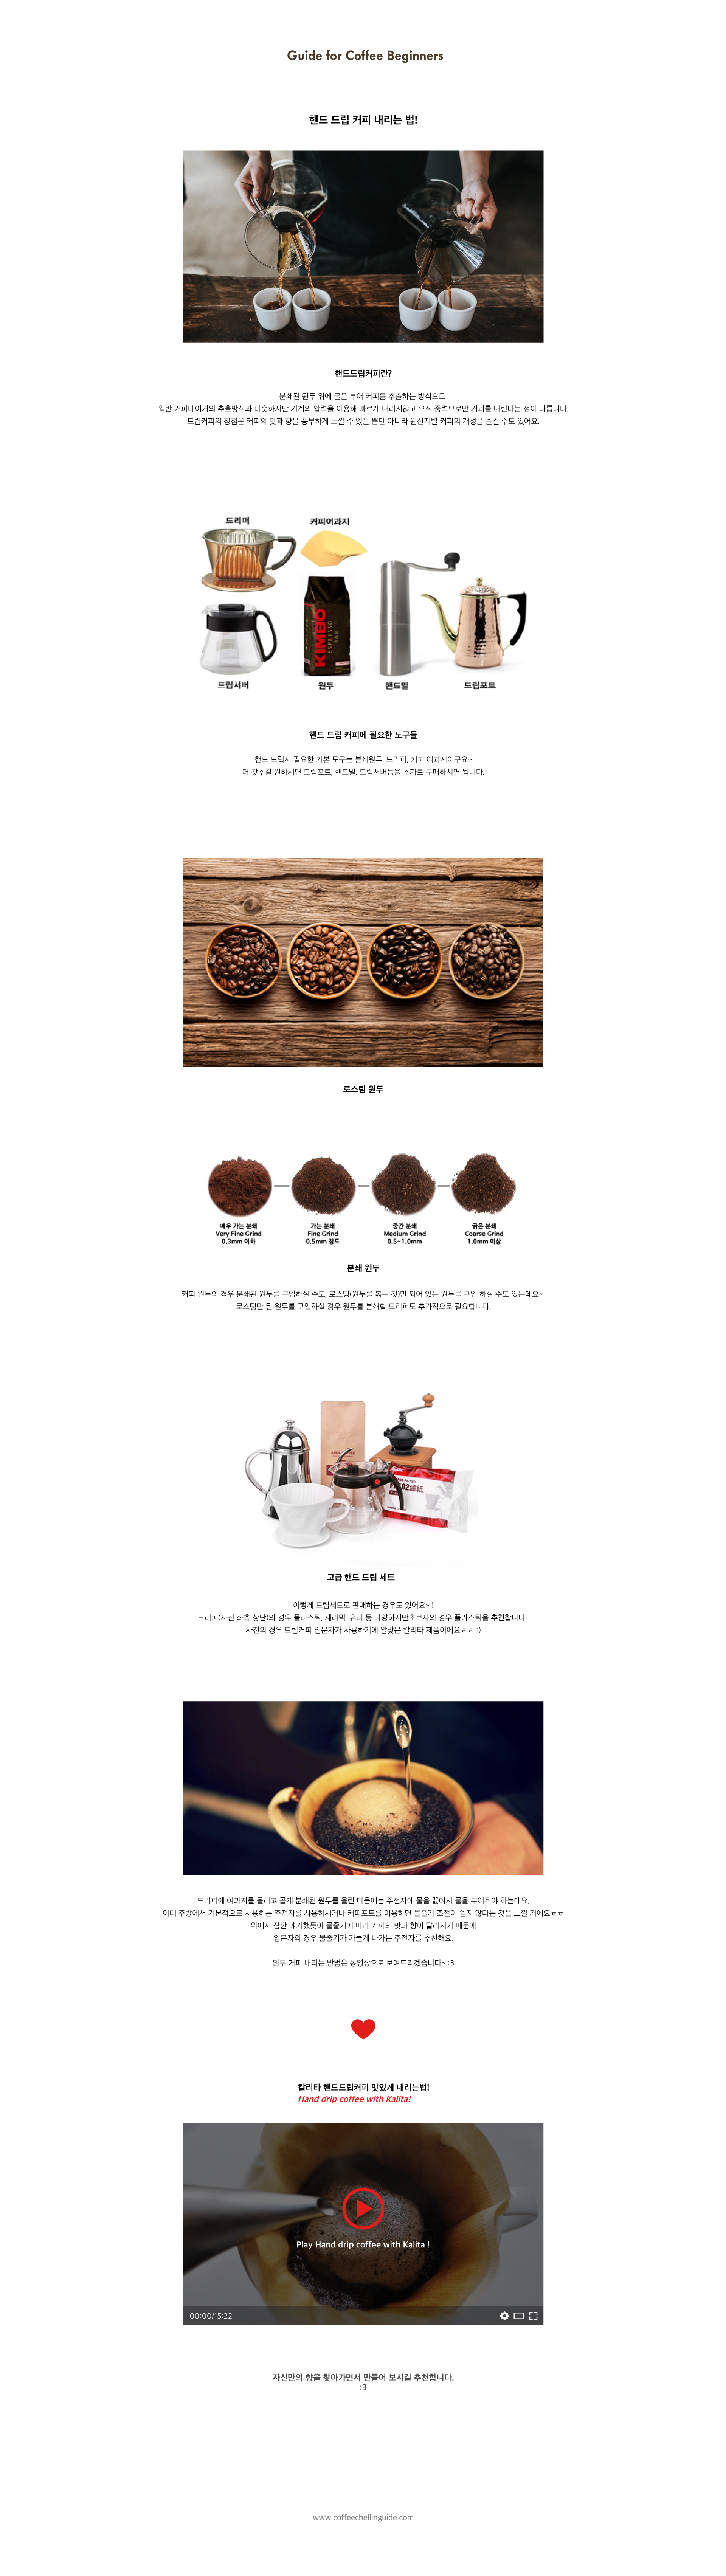 Guide for Coffee Beginners
핸드 드립 커피 내리는 법!
핸드드립커피란?
분쇄된 원두 위에 물을 부어 커피를 추출하는 방식으로
일반 커피메이커의 추출방식과 비슷하지만 기계의 압력을 이용해 빠르게 내리지않고 오직 중력으로만 커피를 내린다는 점이 다릅니다.
드립커피의 장점은 커피의 맛과 향을 풍부하게 느낄 수 있을 뿐만 아니라 원산지별 커피의 개성을 즐길 수도 있어요.
드리퍼
커피여과지
KIMBO
ESPRESSO
BAR
드립서버
원두
핸드밀
드립포트
핸드 드립 커피에 필요한 도구들
핸드 드립시 필요한 기본 도구는 분쇄원두, 드리퍼, 커피 여과지이구요~
더 갖추길 원하시면 드립포트, 핸드밀, 드립서버등을 추가로 구매하시면 됩니다.
로스팅 원두
매우 가는 분쇄
Very Fine Grind
0.3mm 이하
가는 분쇄
Fine Grind
0.5mm 정도
중간 분쇄
Medium Grind
0.5~1.0mm
굵은 분쇄
Coarse Grind
1.0mm 이상
분쇄 원두
커피 원두의 경우 분쇄된 원두를 구입하실 수도, 로스팅(원두를 볶는 것)만 되어 있는 원두를 구입 하실 수도 있는데요~
로스팅만 된 원두를 구입하실 경우 원두를 분쇄할 드리퍼도 추가적으로 필요합니다.
고급 핸드 드립 세트
이렇게 드립세트로 판매하는 경우도 있어요~ !
드리퍼(사진 좌측 상단)의 경우 플라스틱, 세라믹, 유리 등 다양하지만초보자의 경우 플라스틱을 추천합니다.
사진의 경우 드립커피 입문자가 사용하기에 알맞은 칼리타 제품이에요ㅎㅎ :)
드리퍼에 여과지를 올리고 곱게 분쇄된 원두를 올린 다음에는 주전자에 물을 끓여서 물을 부어줘야 하는데요,
이때 주방에서 기본적으로 사용하는 주전자를 사용하시거나 커피포트를 이용하면 물줄기 조절이 쉽지 않다는 것을 느낄 거에요ㅎㅎ
위에서 잠깐 얘기했듯이 물줄기에 따라 커피의 맛과 향이 달라지기 때문에
입문자의 경우 물줄기가 가늘게 나가는 주전자를 추천해요.
원두 커피 내리는 방법은 동영상으로 보여드리겠습니다~ :3
칼리타 핸드드립커피 맛있게 내리는법!
Hand drip coffee with Kalita!
Play Hand drip coffee with Kalita !
00:00/15:22
자신만의 향을 찾아가면서 만들어 보시길 추천합니다.
:3
www.coffeechellinguide.com